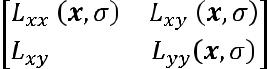 [L_xx (x, σ) L_xy (x, σ)
L_xy L_yy(x, σ)]